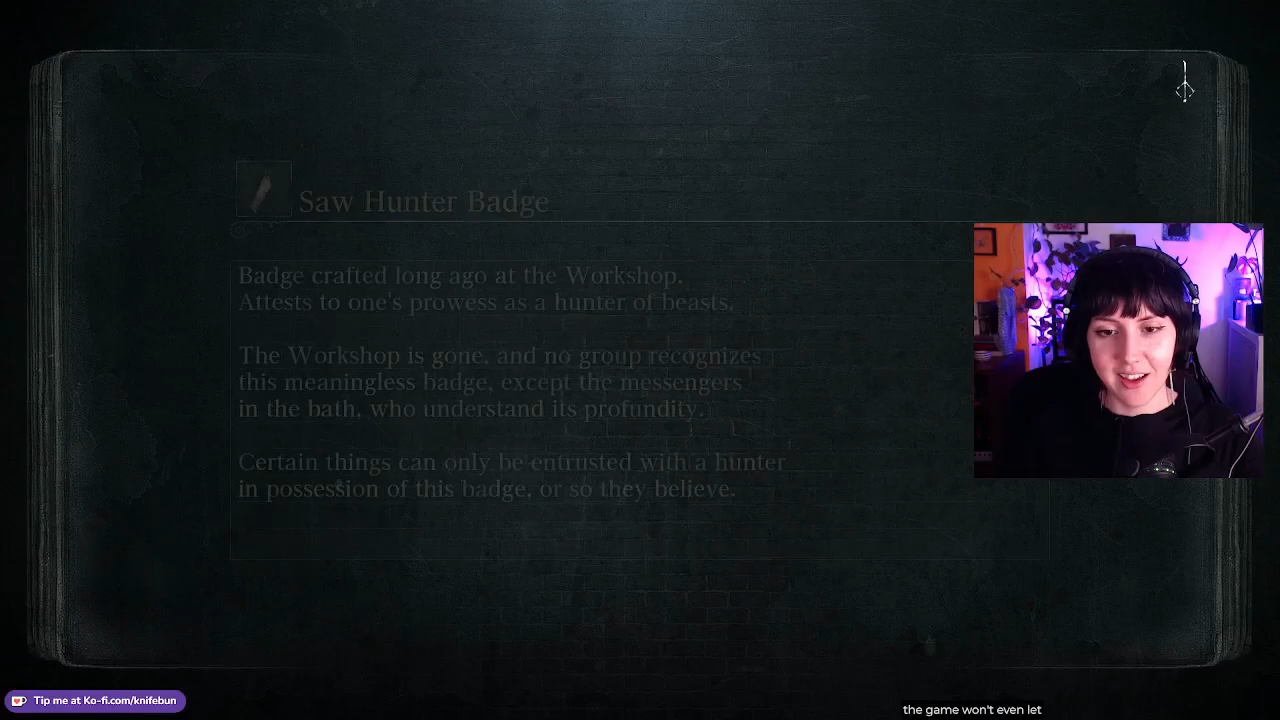 Saw Hunter Badge
Badge crafted long ago at the Workshop.
Attests to one's prowess as a hunter of beasts.
The Workshop is gone, and no group recognizes
this meaningless badge, except the messengers
in the bath, who understand its profundity.
Certain things can only be entrusted with a hunter
in possession of this badge, or so they believe.
Tip me at Ko-fi.com/knifebun
the game won't even let